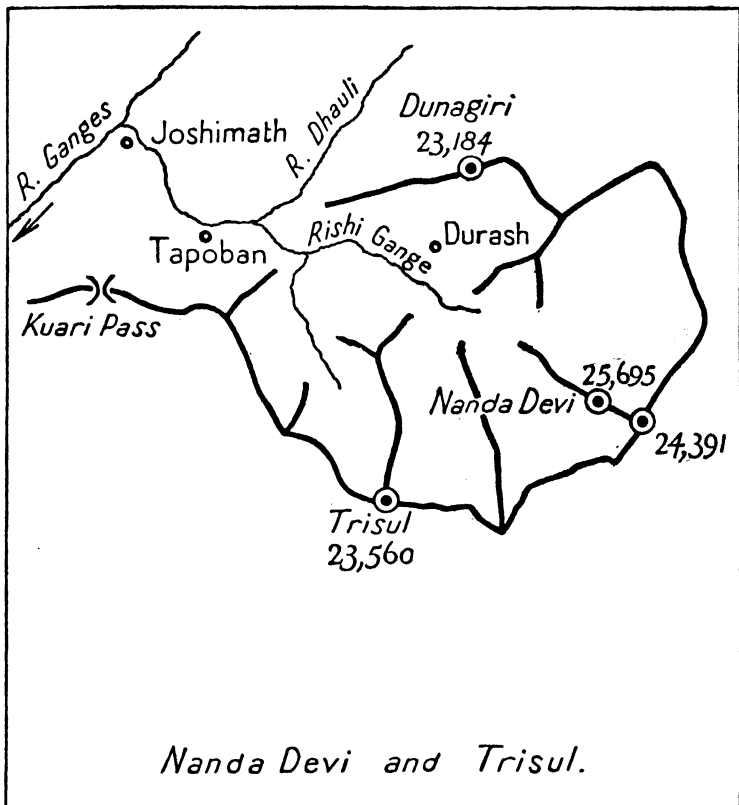 R. Ganges
Joshimath
R. Dhauli
Dunagiri
23,184
Tapoban
Rishi Gange
Durash
Kuari Pass
25,695
Nanda Devi
24,391
Trisul
23,560
Nanda Devi and Trisul.